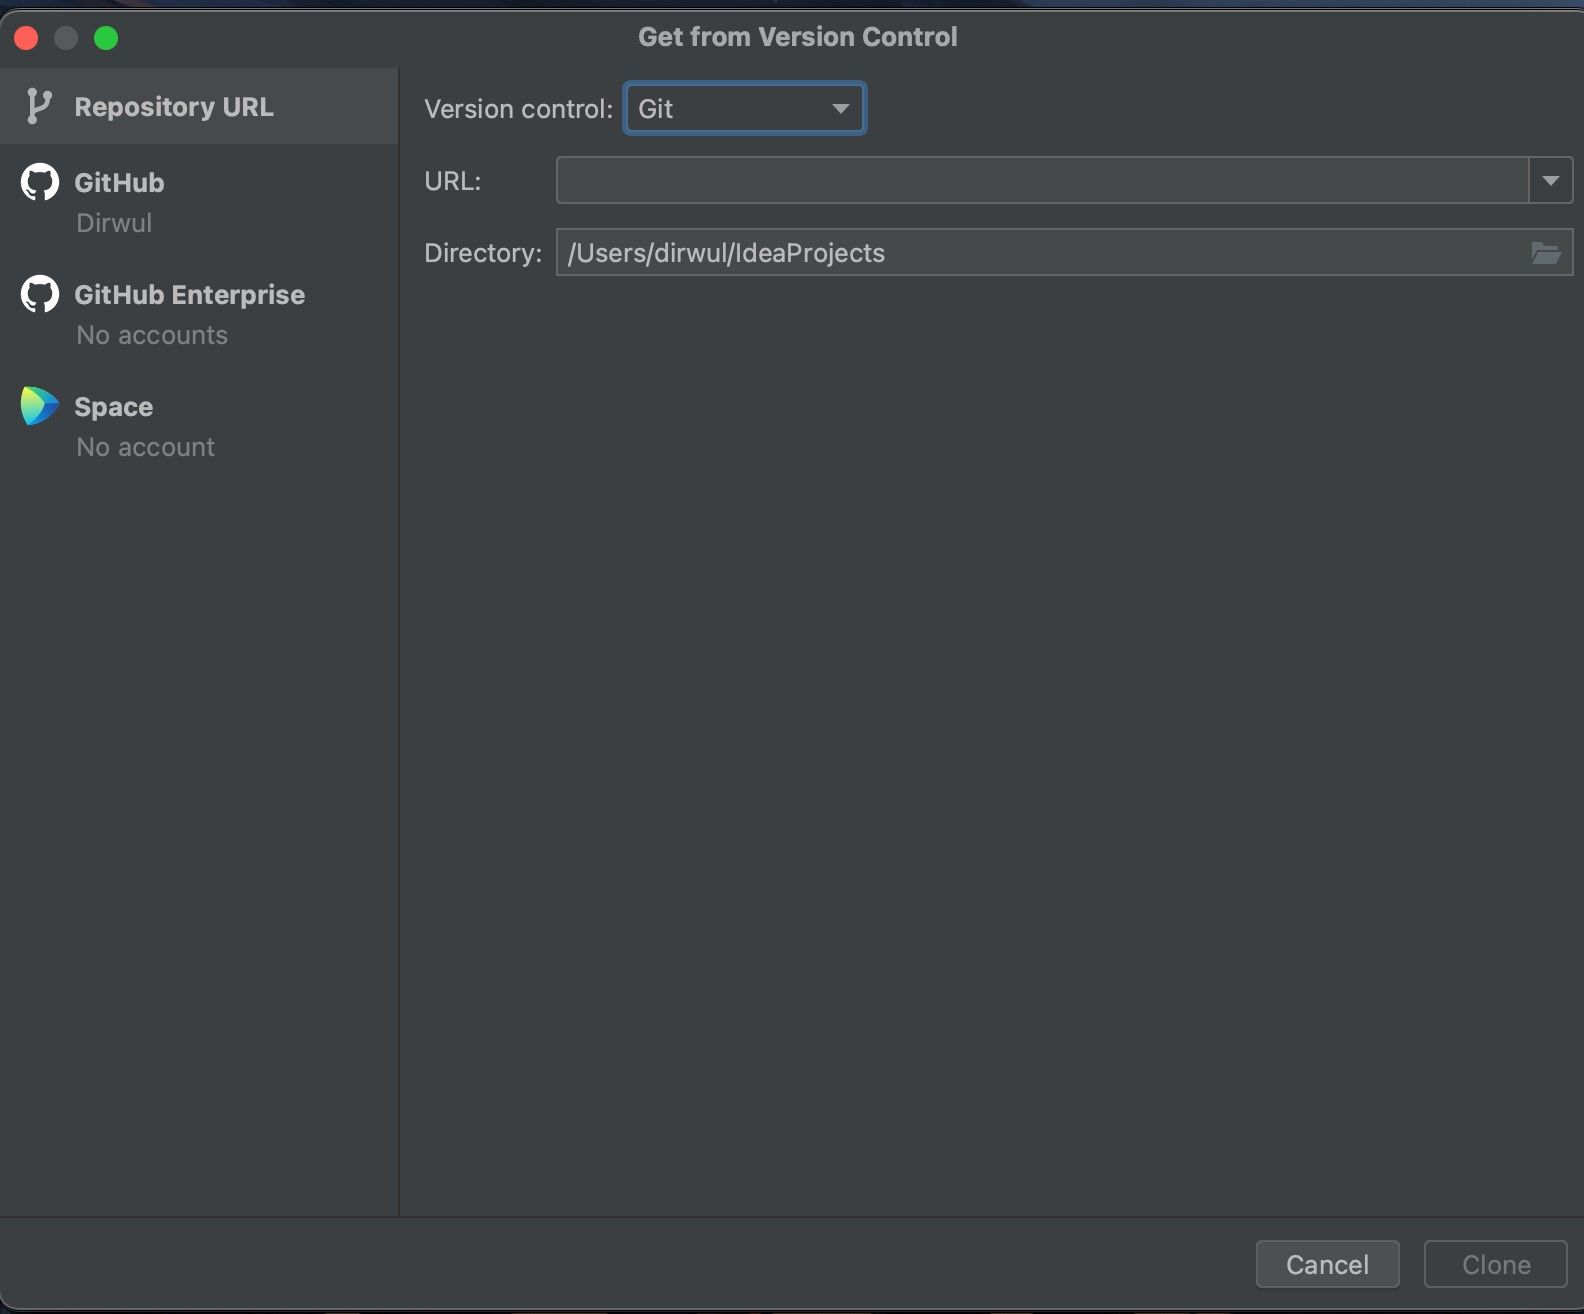 Get from Version Control
Repository URL
GitHub
Dirwul
GitHub Enterprise
No accounts
Space
No account
Version control: Git
URL:
Directory: /Users/dirwul/IdeaProjects
Cancel
Clone